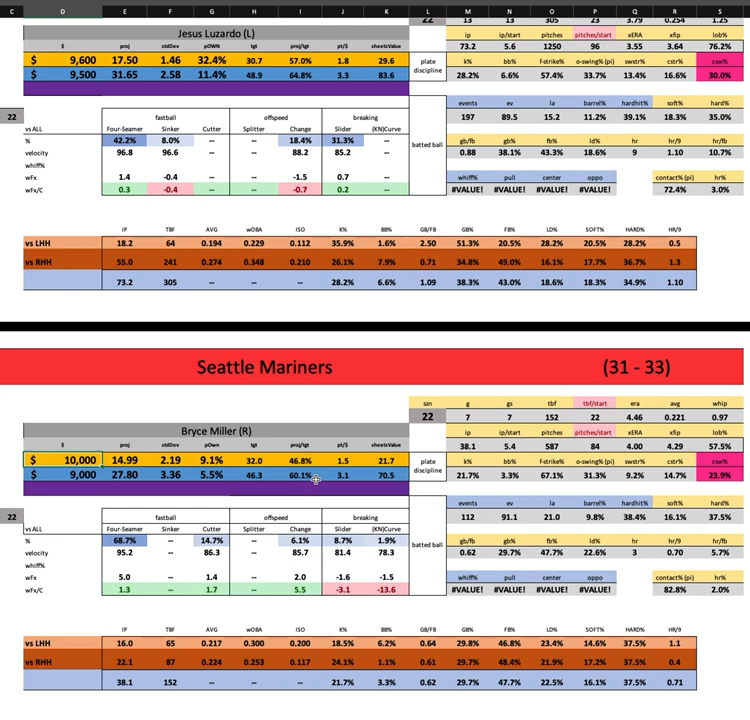 C D E F G H I J K L M N O P Q R S
22 13 13 305 23 3.79 0.254 1.25
Jesus Luzardo (L) ip ip/start pitches pitches/start xERA xfip lob%
73.2 5.6 1250 96 3.55 3.64 76.2%
$ proj stdDev pOWN tgt proj/tgt pt/$ sheetsValue
$ 9,600 17.50 1.46 32.4% 30.7 57.0% 1.8 29.6 plate discipline k% bb% f-strike% o-swing% (pi) swstr% cstr% csw%
$ 9,500 31.65 2.58 11.4% 48.9 64.8% 3.3 83.6 28.2% 6.6% 57.4% 33.7% 13.4% 16.6% 30.0%
events ev la barrel% hardhit% soft% hard%
22 fastball offspeed breaking 197 89.5 15.2 11.2% 39.1% 18.3% 35.0%
vs ALL Four-Seamer Sinker Cutter Splitter Change Slider (KN)Curve
% 42.2% 8.0% -- -- 18.4% 31.3% -- batted ball gb/fb gb% fb% ld% hr hr/9 hr/fb
velocity 96.8 96.6 -- -- 88.2 85.2 -- 0.88 38.1% 43.3% 18.6% 9 1.10 10.7%
whiff%
wFx 1.4 -0.4 -1.5 0.7 whiff% pull center oppo contact% (pi) hr%
wFx/C 0.3 -0.4 -- -- -0.7 0.2 -- #VALUE! #VALUE! #VALUE! #VALUE! 72.4% 3.0%
IP TBF AVG wOBA ISO K% BB% GB/FB GB% FB% LD% SOFT% HARD% HR/9
vs LHH 18.2 64 0.194 0.229 0.112 35.9% 1.6% 2.50 51.3% 20.5% 28.2% 20.5% 28.2% 0.5
vs RHH 55.0 241 0.274 0.348 0.210 26.1% 7.9% 0.71 34.8% 49.0% 16.1% 17.7% 36.7% 1.3
73.2 305 -- -- -- 28.2% 6.6% 1.09 38.3% 43.0% 18.6% 18.3% 34.9% 1.10
Seattle Mariners (31 - 33)
szn g gs tbf tbf/start era avg whip
22 7 7 152 22 4.46 0.221 0.97
Bryce Miller (R) ip ip/start pitches pitches/start xERA xfip lob%
$ proj stdDev pOwn tgt proj/tgt pt/$ sheetsValue 38.1 5.4 587 84 4.00 4.29 57.5%
$ 10,000 14.99 2.19 9.1% 32.0 46.8% 1.5 21.7 plate discipline k% bb% f-strike% o-swing% (pi) swstr% cstr% csw%
$ 9,000 27.80 3.36 5.5% 46.3 60.1% 3.1 70.5 21.7% 3.3% 67.1% 31.3% 9.2% 14.7% 23.9%
events ev la barrel% hardhit% soft% hard%
22 fastball offspeed breaking 112 91.1 21.0 9.8% 38.4% 16.1% 37.5%
vs ALL Four-Seamer Sinker Cutter Splitter Change Slider (KN)Curve
% 68.7% -- 14.7% -- 6.1% 8.7% 1.9% batted ball gb/fb gb% fb% ld% hr hr/9 hr/fb
velocity 95.2 -- 86.3 -- 85.7 81.4 78.3 0.62 29.7% 47.7% 22.6% 3 0.70 5.7%
whiff%
wFx 5.0 1.4 2.0 -1.6 -1.5 whiff% pull center oppo contact% (pi) hr%
wFx/C 1.3 -- 1.7 -- 5.5 -3.1 -13.6 #VALUE! #VALUE! #VALUE! #VALUE! 82.8% 2.0%
IP TBF AVG wOBA ISO K% BB% GB/FB GB% FB% LD% SOFT% HARD% HR/9
vs LHH 16.0 65 0.217 0.300 0.200 18.5% 6.2% 0.64 29.8% 46.8% 23.4% 14.6% 37.5% 1.1
vs RHH 22.1 87 0.224 0.253 0.117 24.1% 1.1% 0.61 29.7% 48.4% 21.9% 17.2% 37.5% 0.4
38.1 152 21.7% 3.3% 0.62 29.7% 47.7% 22.5% 16.1% 37.5% 0.71